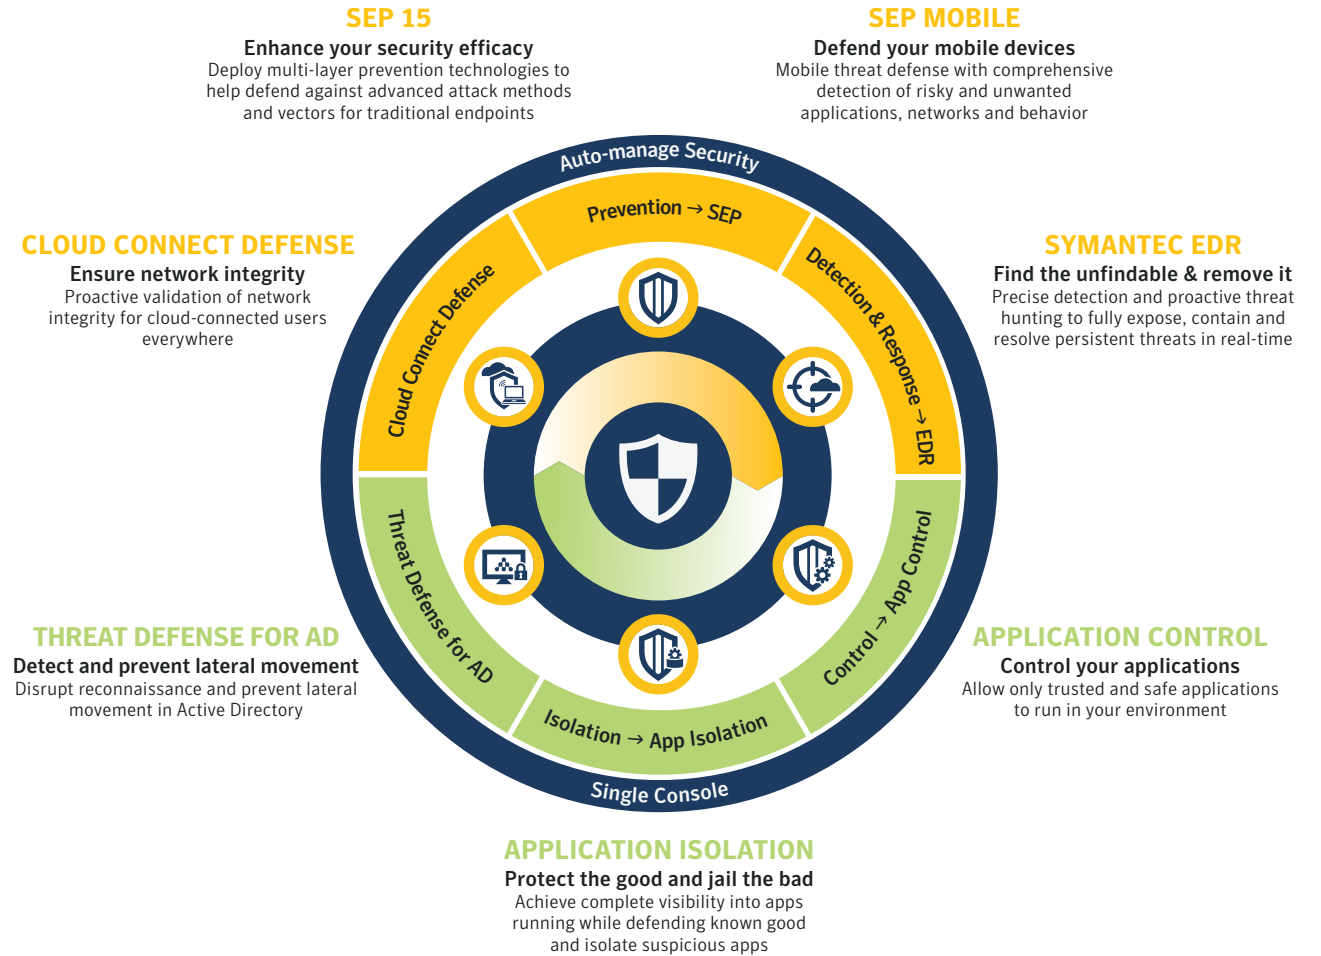 SEP 15
Enhance your security efficacy
Deploy multi-layer prevention technologies to
help defend against advanced attack methods
and vectors for traditional endpoints
SEP MOBILE
Defend your mobile devices
Mobile threat defense with comprehensive
detection of risky and unwanted
applications, networks and behavior
CLOUD CONNECT DEFENSE
Ensure network integrity
Proactive validation of network
integrity for cloud-connected users
everywhere
SYMANTEC EDR
Find the unfindable & remove it
Precise detection and proactive threat
hunting to fully expose, contain and
resolve persistent threats in real-time
Auto-manage Security
Prevention → SEP
Detection & Response → EDR
Cloud Connect Defense
Threat Defense for AD
Control → App Control
Isolation → App Isolation
Single Console
THREAT DEFENSE FOR AD
Detect and prevent lateral movement
Disrupt reconnaissance and prevent lateral
movement in Active Directory
APPLICATION CONTROL
Control your applications
Allow only trusted and safe applications
to run in your environment
APPLICATION ISOLATION
Protect the good and jail the bad
Achieve complete visibility into apps
running while defending known good
and isolate suspicious apps